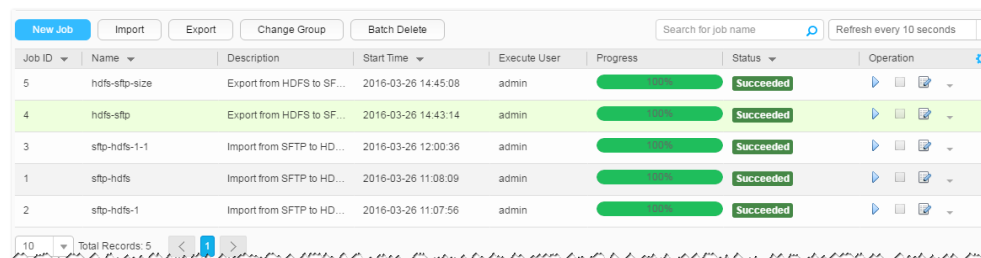 New Job Import Export Change Group Batch Delete Search for job name Refresh every 10 seconds
Job ID Name Description Start Time Execute User Progress Status Operation
5 hdfs-sftp-size Export from HDFS to SF... 2016-03-26 14:45:08 admin 100% Succeeded
4 hdfs-sftp Export from HDFS to SF... 2016-03-26 14:43:14 admin 100% Succeeded
3 sftp-hdfs-1-1 Import from SFTP to HD... 2016-03-26 12:00:36 admin 100% Succeeded
1 sftp-hdfs Import from SFTP to HD... 2016-03-26 11:08:09 admin 100% Succeeded
2 sftp-hdfs-1 Import from SFTP to HD... 2016-03-26 11:07:56 admin 100% Succeeded
10 Total Records: 5 < 1 >